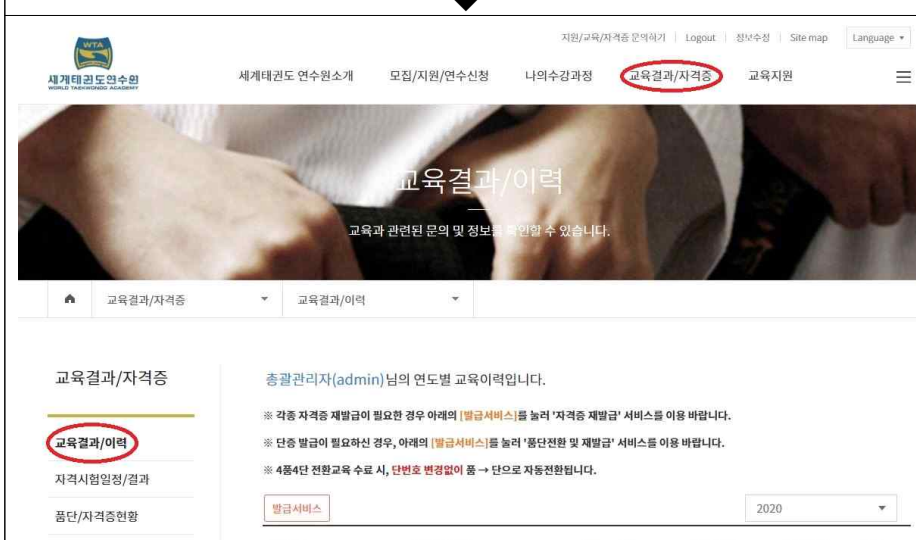 지원/교육/자격증 문의하기 | Logout | 정보수정 | Site map Language
WTA
세계태권도연수원
WORLD TAEKWONDO ACADEMY
세계태권도 연수원소개 모집/지원/연수신청 나의수강과정 교육결과/자격증 교육지원
교육결과/이력
교육과 관련된 문의 및 정보를 확인할 수 있습니다.
교육결과/자격증 교육결과/이력
교육결과/자격증
교육결과/이력
자격시험일정/결과
품단/자격증현황
총괄관리자(admin)님의 연도별 교육이력입니다.
※ 각종 자격증 재발급이 필요한 경우 아래의 [발급서비스]를 눌러 '자격증 재발급' 서비스를 이용 바랍니다.
※ 단증 발급이 필요하신 경우, 아래의 [발급서비스]를 눌러 '품단전환 및 재발급' 서비스를 이용 바랍니다.
※ 4품4단 전환교육 수료 시, 단번호 변경없이 품 → 단으로 자동전환됩니다.
발급서비스 2020